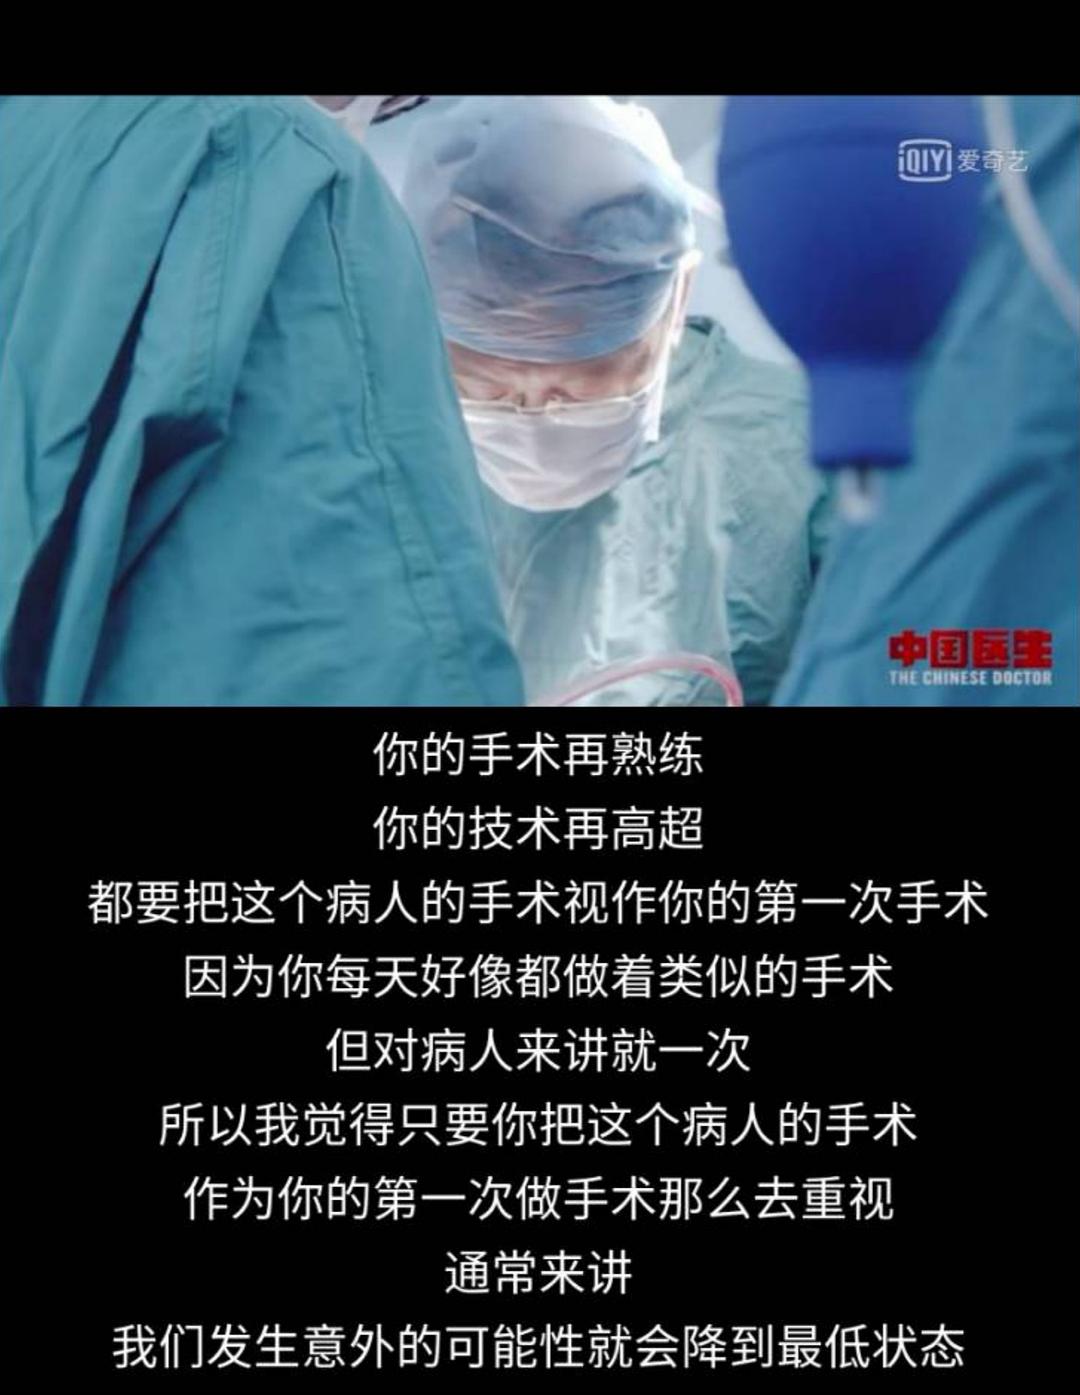 iQIYI 爱奇艺
中国医生
THE CHINESE DOCTOR
你的手术再熟练
你的技术再高超
都要把这个病人的手术视作你的第一次手术
因为你每天好像都做着类似的手术
但对病人来讲就一次
所以我觉得只要你把这个病人的手术
作为你的第一次做手术那么去重视
通常来讲
我们发生意外的可能性就会降到最低状态